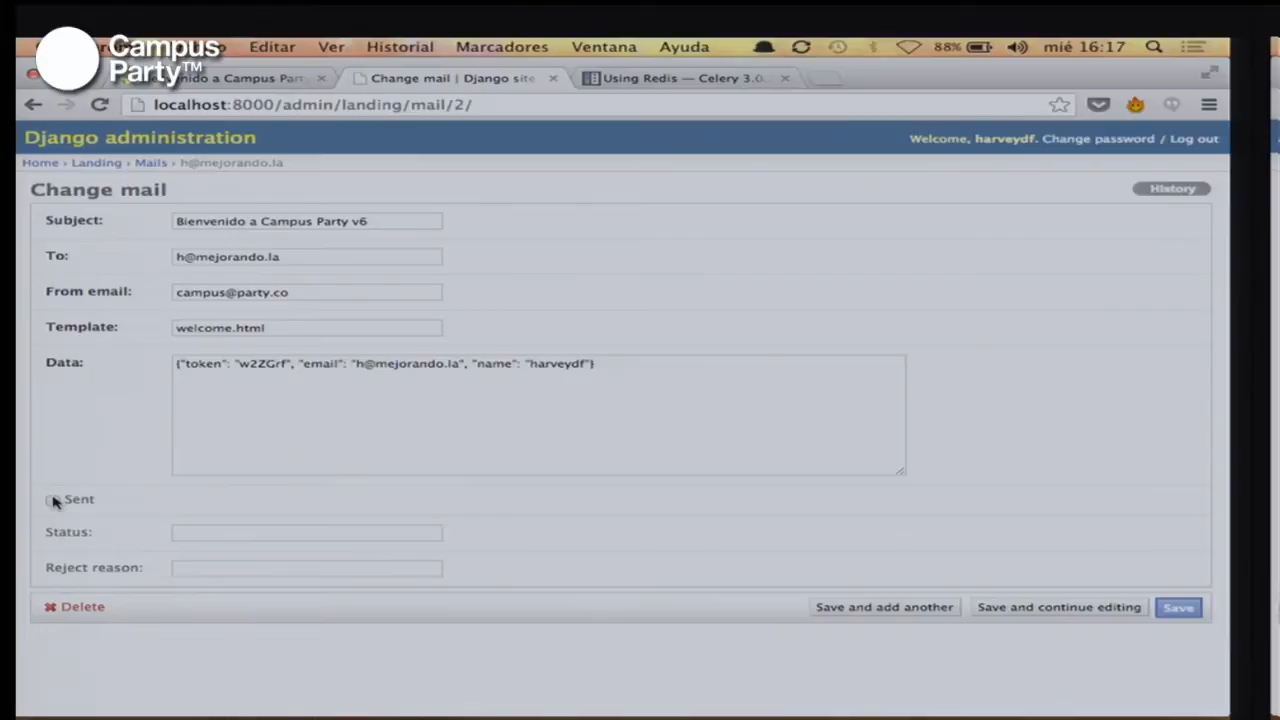 Campus
Party™
Editar Ver Historial Marcadores Ventana Ayuda 88% mié 16:17
nido a Campus Part × Change mail | Django site × Using Redis — Celery 3.0. ×
localhost:8000/admin/landing/mail/2/
Django administration Welcome, harveydf. Change password / Log out
Home › Landing › Mails › h@mejorando.la
Change mail History
Subject: Bienvenido a Campus Party v6
To: h@mejorando.la
From email: campus@party.co
Template: welcome.html
Data: {"token": "w2ZGrf", "email": "h@mejorando.la", "name": "harveydf"}
Sent
Status:
Reject reason:
Delete Save and add another Save and continue editing Save